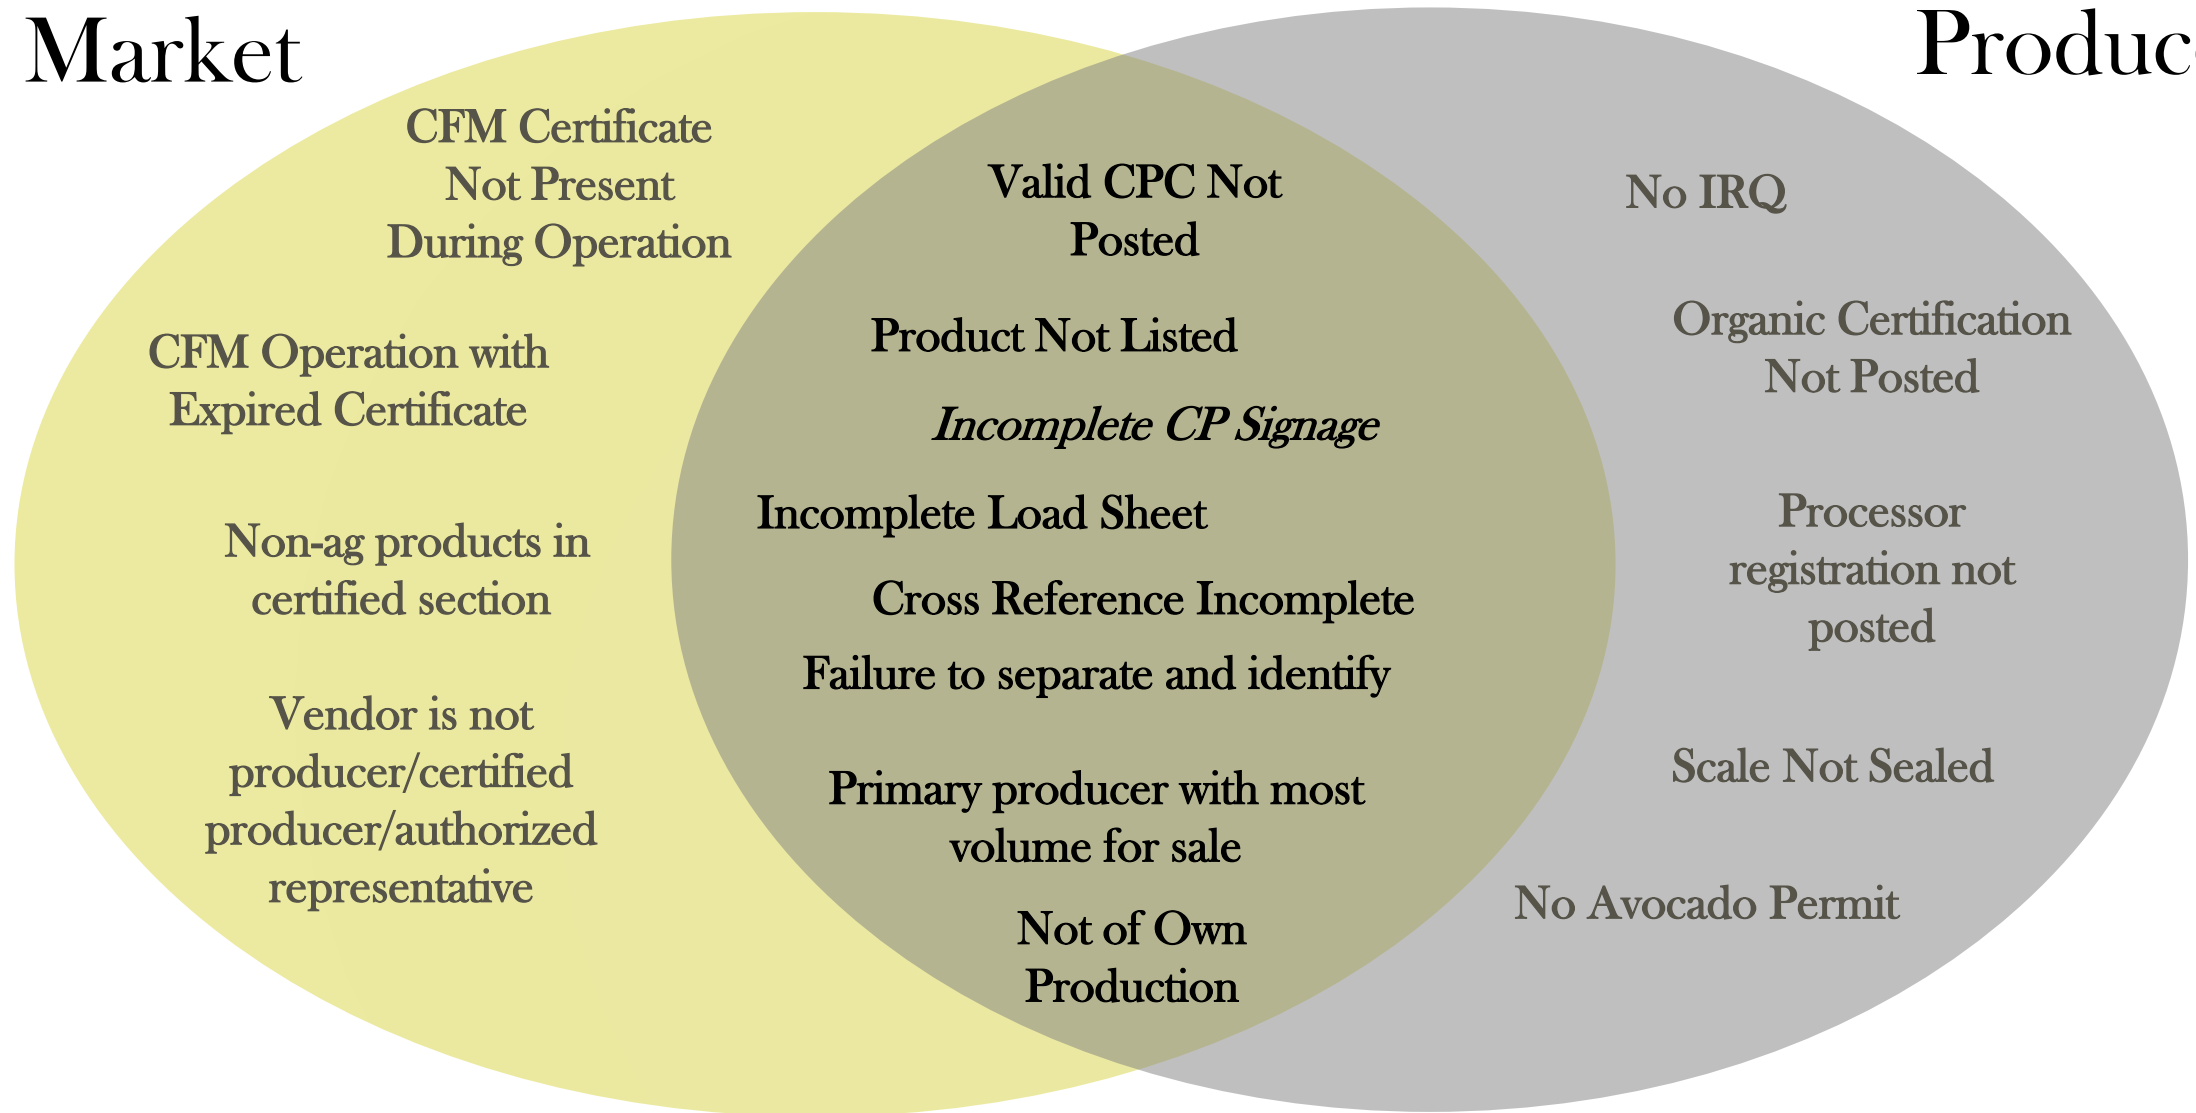 Market
Produc
CFM Certificate
Not Present
During Operation
CFM Operation with
Expired Certificate
Non-ag products in
certified section
Vendor is not
producer/certified
producer/authorized
representative
Valid CPC Not
Posted
Product Not Listed
Incomplete CP Signage
Incomplete Load Sheet
Cross Reference Incomplete
Failure to separate and identify
Primary producer with most
volume for sale
Not of Own
Production
No IRQ
Organic Certification
Not Posted
Processor
registration not
posted
Scale Not Sealed
No Avocado Permit